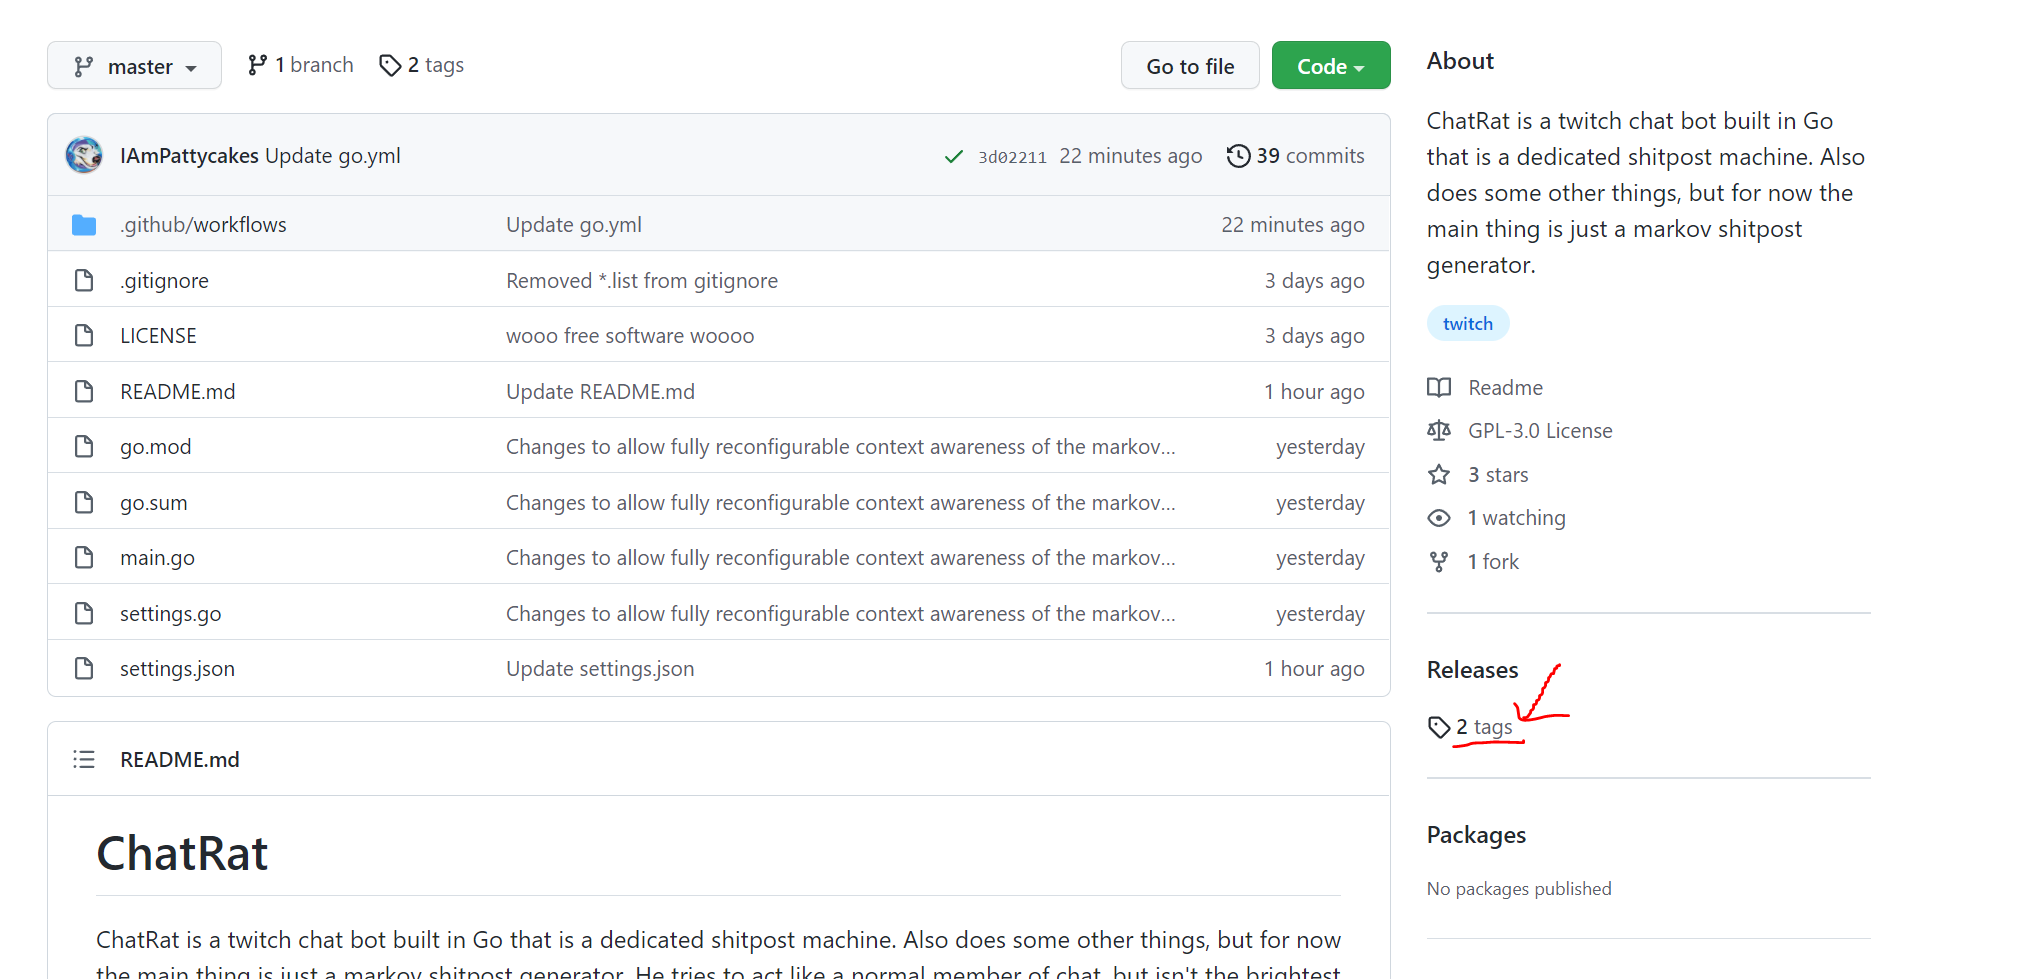 master
1 branch
2 tags
Go to file
Code
IAmPattycakes Update go.yml
3d02211 22 minutes ago
39 commits
.github/workflows
Update go.yml
22 minutes ago
.gitignore
Removed *.list from gitignore
3 days ago
LICENSE
wooo free software woooo
3 days ago
README.md
Update README.md
1 hour ago
go.mod
Changes to allow fully reconfigurable context awareness of the markov...
yesterday
go.sum
Changes to allow fully reconfigurable context awareness of the markov...
yesterday
main.go
Changes to allow fully reconfigurable context awareness of the markov...
yesterday
settings.go
Changes to allow fully reconfigurable context awareness of the markov...
yesterday
settings.json
Update settings.json
1 hour ago
README.md
ChatRat
ChatRat is a twitch chat bot built in Go that is a dedicated shitpost machine. Also does some other things, but for now
the main thing is just a markov shitpost generator. He tries to act like a normal member of chat, but isn't the brightest
About
ChatRat is a twitch chat bot built in Go
that is a dedicated shitpost machine. Also
does some other things, but for now the
main thing is just a markov shitpost
generator.
twitch
Readme
GPL-3.0 License
3 stars
1 watching
1 fork
Releases
2 tags
Packages
No packages published